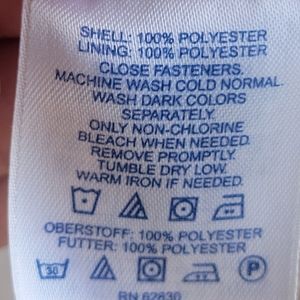 SHELL: 100% POLYESTER
LINING: 100% POLYESTER
CLOSE FASTENERS.
MACHINE WASH COLD NORMAL.
WASH DARK COLORS
SEPARATELY.
ONLY NON-CHLORINE
BLEACH WHEN NEEDED.
REMOVE PROMPTLY.
TUMBLE DRY LOW.
WARM IRON IF NEEDED.
OBERSTOFF: 100% POLYESTER
FUTTER: 100% POLYESTER
30 P
RN 62830